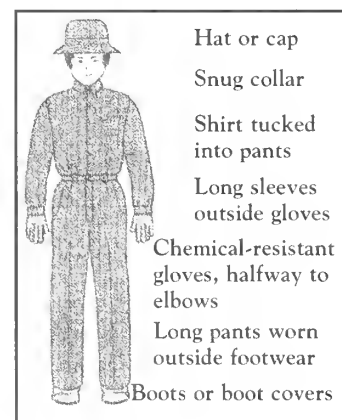 Hat or cap
Snug collar
Shirt tucked
into pants
Long sleeves
outside gloves
Chemical-resistant
gloves, halfway to
elbows
Long pants worn
outside footwear
Boots or boot covers